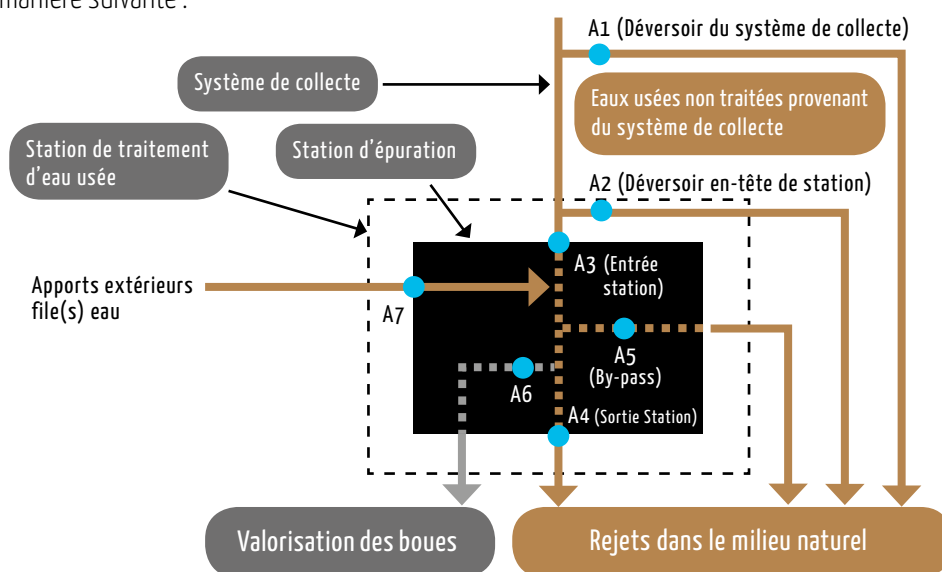 manière suivante :
A1 (Déversoir du système de collecte)
Système de collecte
Eaux usées non traitées provenant
du système de collecte
Station de traitement
d'eau usée
Station d'épuration
A2 (Déversoir en-tête de station)
A3 (Entrée
station)
Apports extérieurs
file(s) eau
A7
A5
(By-pass)
A6
A4 (Sortie Station)
Valorisation des boues
Rejets dans le milieu naturel